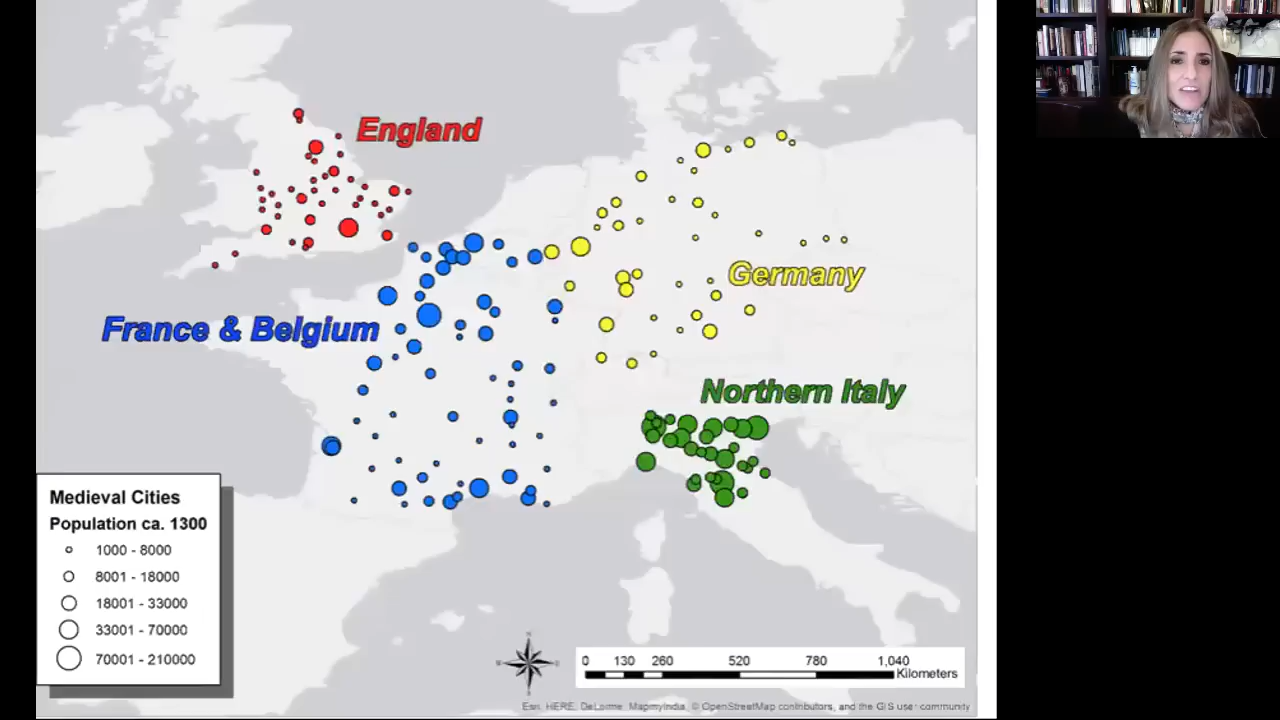 England
Germany
France & Belgium
Northern Italy
Medieval Cities
Population ca. 1300
1000 - 8000
8001 - 18000
18001 - 33000
33001 - 70000
70001 - 210000
0 130 260 520 780 1,040
Kilometers
Esri, HERE, DeLorme, MapmyIndia, © OpenStreetMap contributors, and the GIS user community